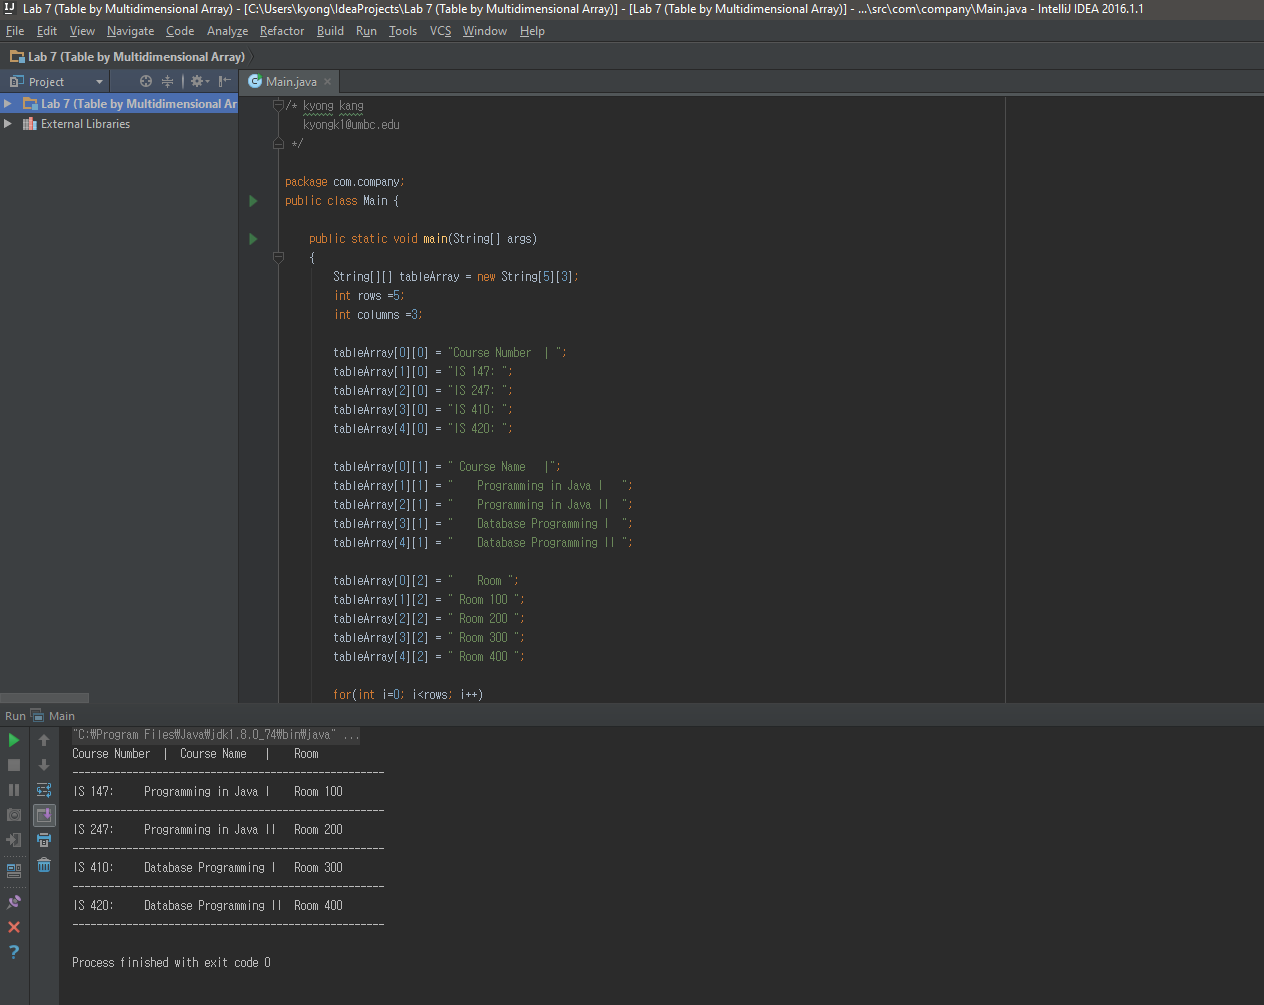 Lab 7 (Table by Multidimensional Array) - [C:\Users\kyong\IdeaProjects\Lab 7 (Table by Multidimensional Array)] - [Lab 7 (Table by Multidimensional Array)] - ...\src\com\company\Main.java - IntelliJ IDEA 2016.1.1
File Edit View Navigate Code Analyze Refactor Build Run Tools VCS Window Help
Lab 7 (Table by Multidimensional Array)
Project
Main.java
Lab 7 (Table by Multidimensional Ar
External Libraries
/* kyong kang
kyongk1@umbc.edu
*/
package com.company;
public class Main {
public static void main(String[] args)
{
String[][] tableArray = new String[5][3];
int rows =5;
int columns =3;
tableArray[0][0] = "Course Number  | ";
tableArray[1][0] = "IS 147: ";
tableArray[2][0] = "IS 247: ";
tableArray[3][0] = "IS 410: ";
tableArray[4][0] = "IS 420: ";
tableArray[0][1] = " Course Name   |";
tableArray[1][1] = "    Programming in Java I   ";
tableArray[2][1] = "    Programming in Java II  ";
tableArray[3][1] = "    Database Programming I  ";
tableArray[4][1] = "    Database Programming II ";
tableArray[0][2] = "    Room ";
tableArray[1][2] = " Room 100 ";
tableArray[2][2] = " Room 200 ";
tableArray[3][2] = " Room 300 ";
tableArray[4][2] = " Room 400 ";
for(int i=0; i<rows; i++)
Run Main
"C:₩Program Files₩Java₩jdk1.8.0_74₩bin₩java" ...
Course Number  |  Course Name   |    Room
----------------------------------------------------
IS 147:     Programming in Java I    Room 100
----------------------------------------------------
IS 247:     Programming in Java II   Room 200
----------------------------------------------------
IS 410:     Database Programming I   Room 300
----------------------------------------------------
IS 420:     Database Programming II  Room 400
----------------------------------------------------
Process finished with exit code 0